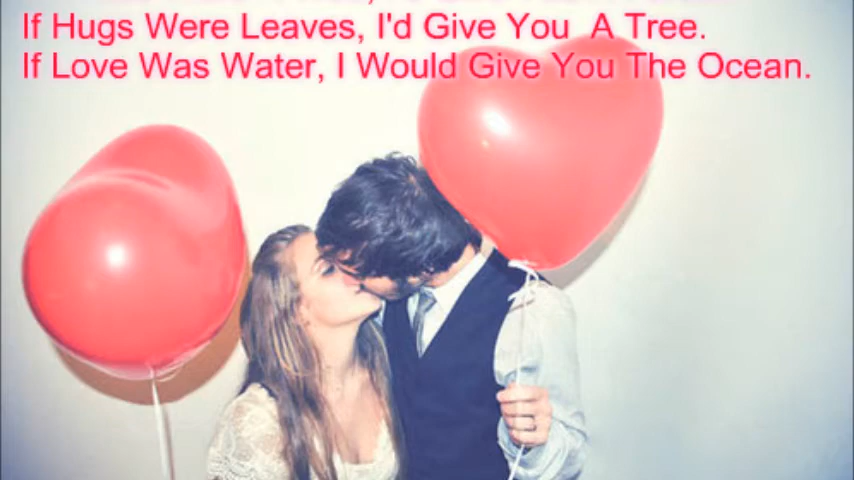 If Hugs Were Leaves, I'd Give You A Tree.
If Love Was Water, I Would Give You The Ocean.